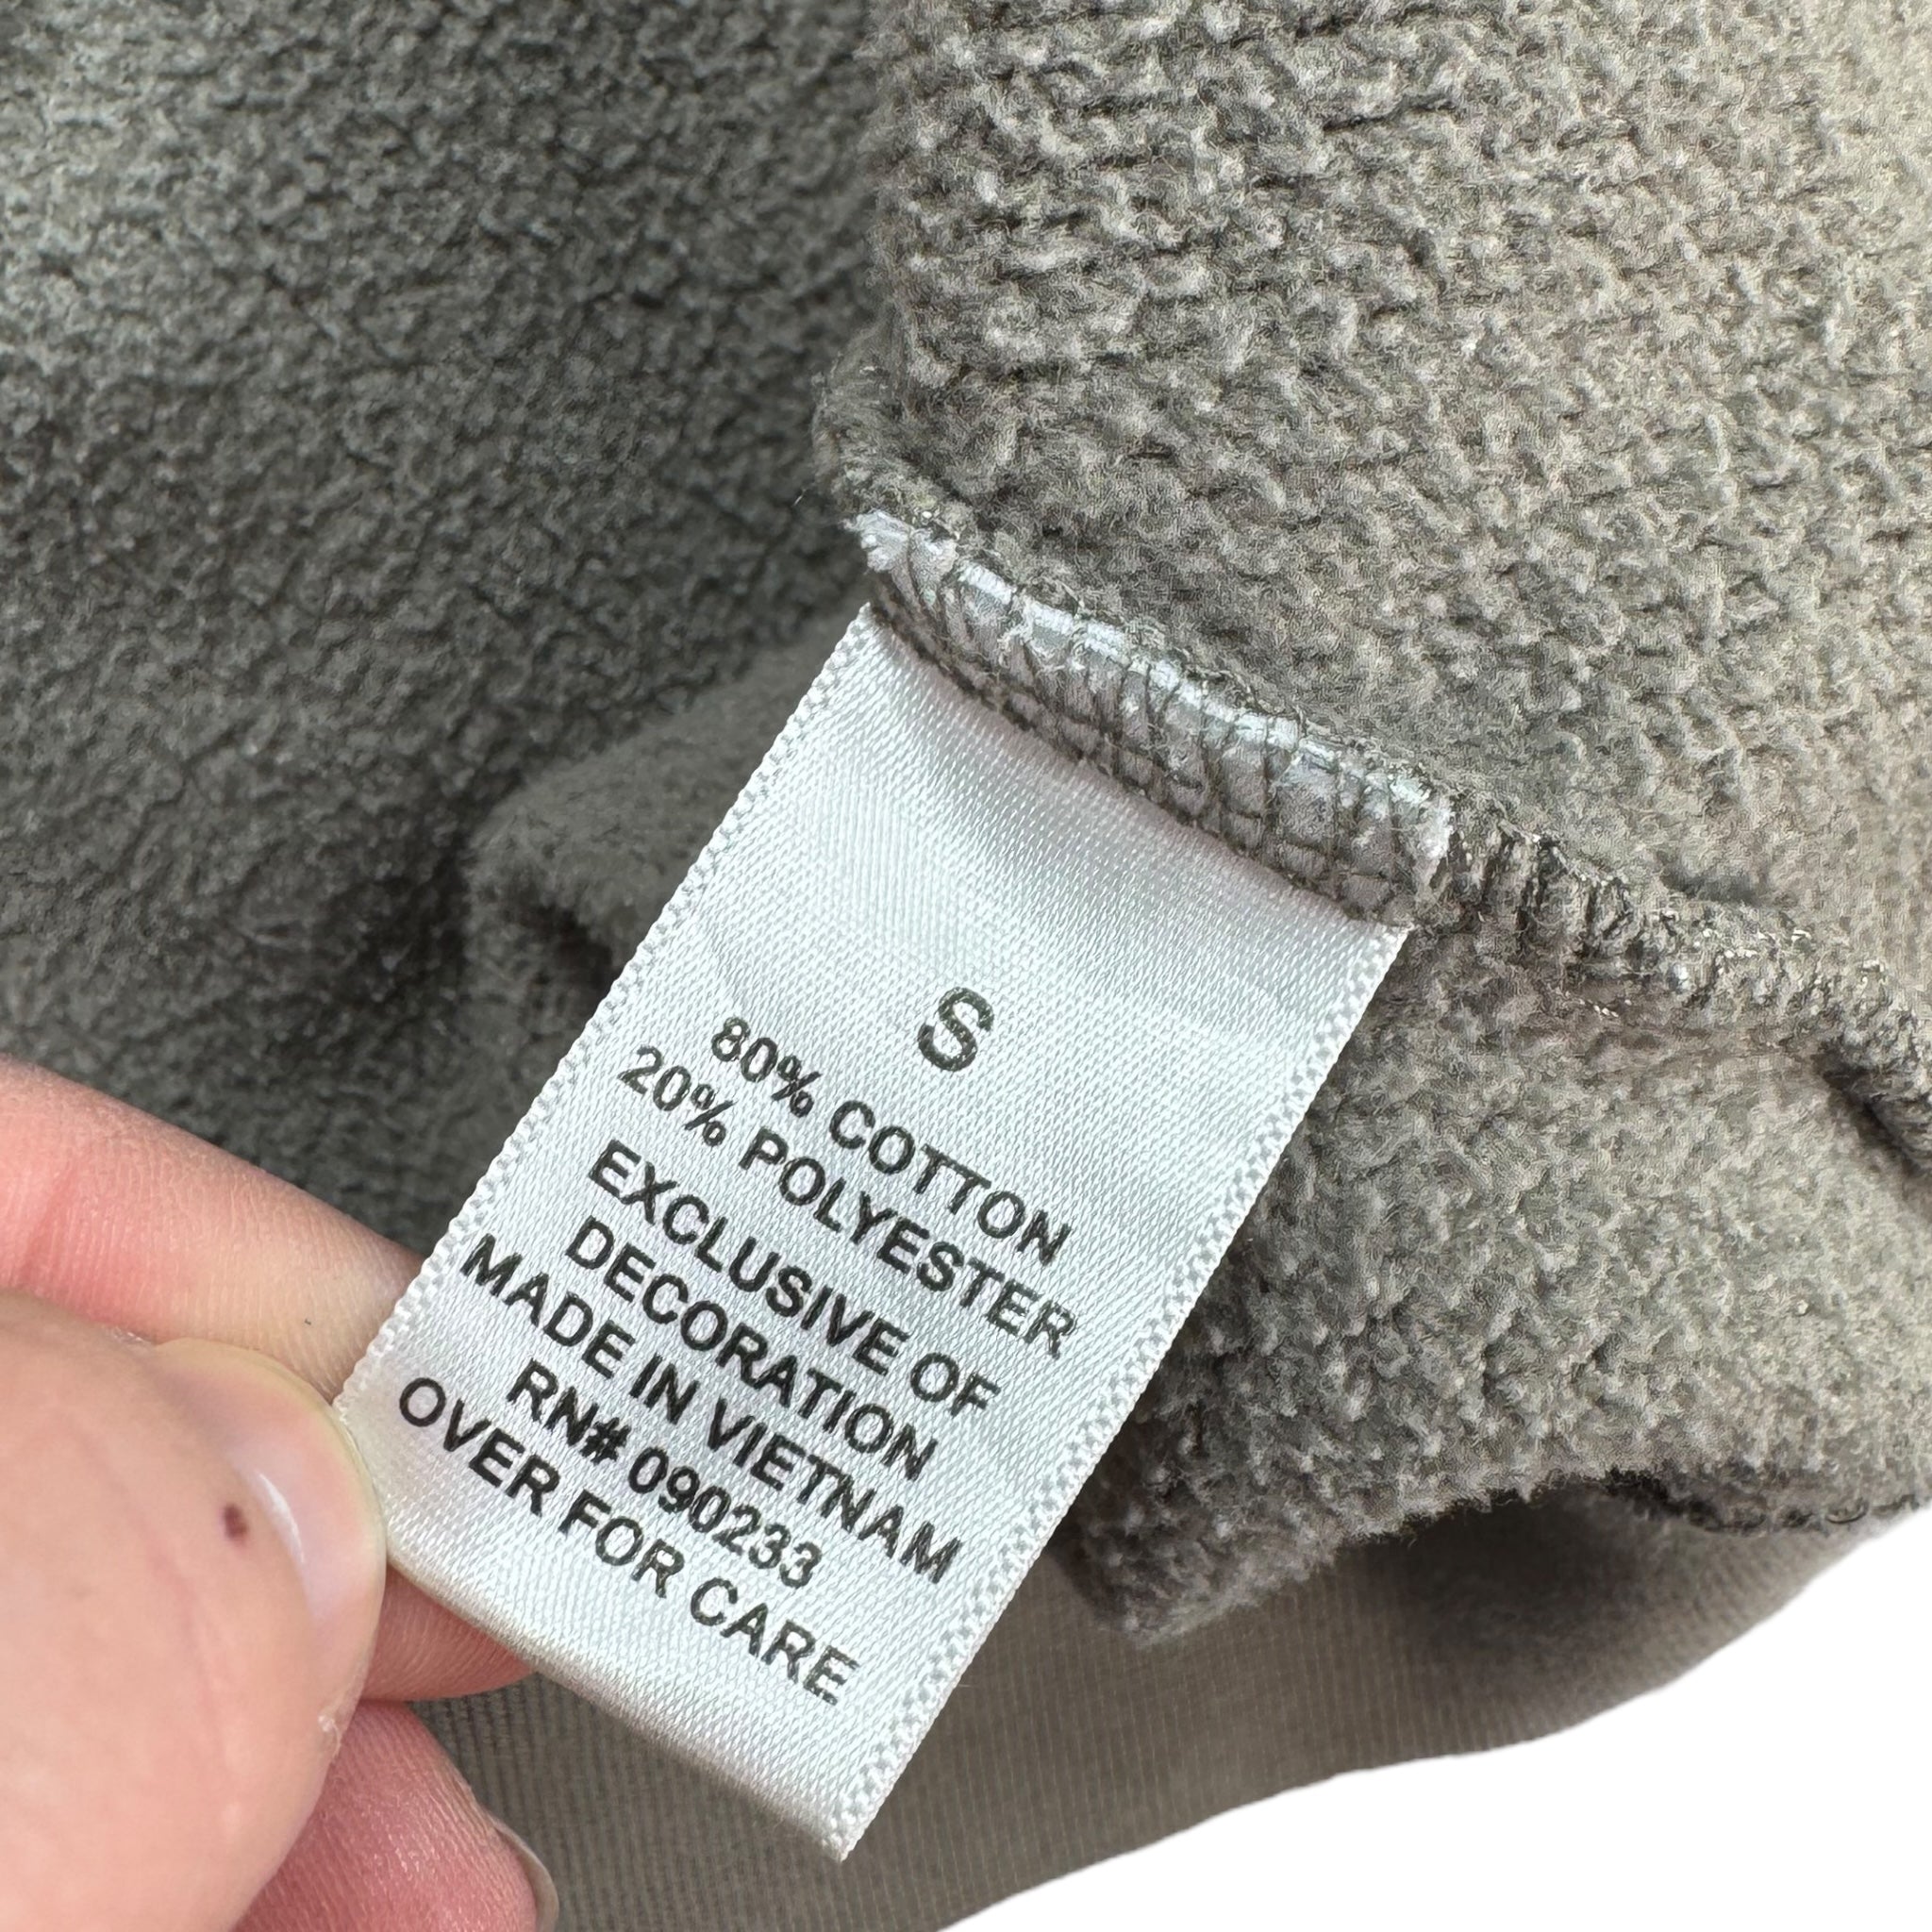 S
80% COTTON
20% POLYESTER
EXCLUSIVE OF
DECORATION
MADE IN VIETNAM
RN# 090233
OVER FOR CARE